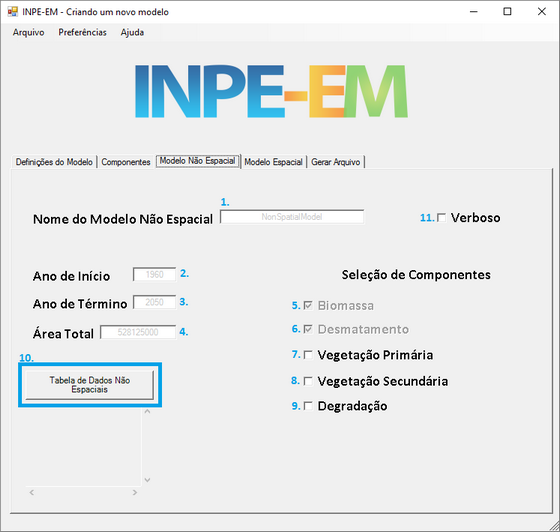 INPE-EM - Criando um novo modelo
Arquivo Preferências Ajuda
INPE-EM
Definições do Modelo Componentes Modelo Não Espacial Modelo Espacial Gerar Arquivo
1.
Nome do Modelo Não Espacial NonSpatialModel 11. Verboso
Ano de Início 1960 2. Seleção de Componentes
Ano de Término 2050 3. 5. Biomassa
Área Total 528125000 4. 6. Desmatamento
10. 7. Vegetação Primária
Tabela de Dados Não
Espaciais
8. Vegetação Secundária
9. Degradação